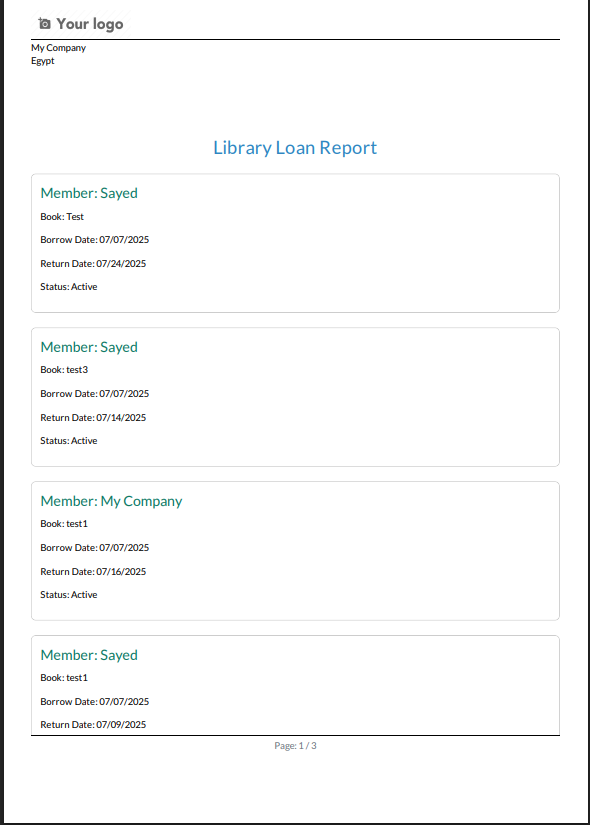 Your logo
My Company
Egypt
Library Loan Report
Member: Sayed
Book: Test
Borrow Date: 07/07/2025
Return Date: 07/24/2025
Status: Active
Member: Sayed
Book: test3
Borrow Date: 07/07/2025
Return Date: 07/14/2025
Status: Active
Member: My Company
Book: test1
Borrow Date: 07/07/2025
Return Date: 07/16/2025
Status: Active
Member: Sayed
Book: test1
Borrow Date: 07/07/2025
Return Date: 07/09/2025
Page: 1 / 3